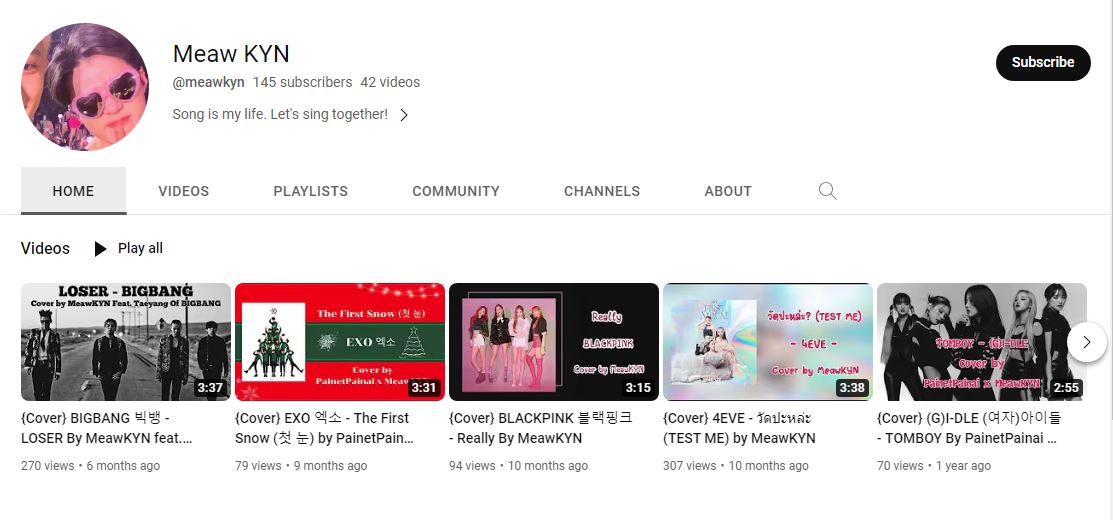 Meaw KYN
Subscribe
@meawkyn 145 subscribers 42 videos
Song is my life. Let's sing together!
HOME VIDEOS PLAYLISTS COMMUNITY CHANNELS ABOUT
Videos Play all
LOSER - BIGBANG
Cover by MeawKYN Feat. Taeyang Of BIGBANG
3:37
The First Snow (첫 눈)
EXO 엑소
Cover by
PainetPainai x Meaw
3:31
Really
BLACKPINK
Cover by MeawKYN
3:15
วัดปะหล่ะ? (TEST ME)
- 4EVE -
Cover by MeawKYN
3:38
TOMBOY - (G)I-DLE
Cover by
PainetPainai x MeawKYN
2:55
{Cover} BIGBANG 빅뱅 -
LOSER By MeawKYN feat....
270 views • 6 months ago
{Cover} EXO 엑소 - The First
Snow (첫 눈) by PainetPain...
79 views • 9 months ago
{Cover} BLACKPINK 블랙핑크
- Really By MeawKYN
94 views • 10 months ago
{Cover} 4EVE - วัดปะหล่ะ
(TEST ME) by MeawKYN
307 views • 10 months ago
{Cover} (G)I-DLE (여자)아이들
- TOMBOY By PainetPainai ...
70 views • 1 year ago